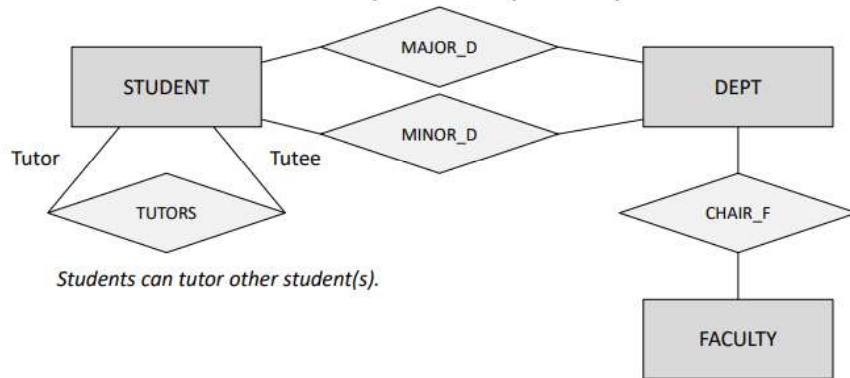 MAJOR_D
STUDENT
DEPT
MINOR_D
Tutor
Tutee
TUTORS
CHAIR_F
Students can tutor other student(s).
FACULTY